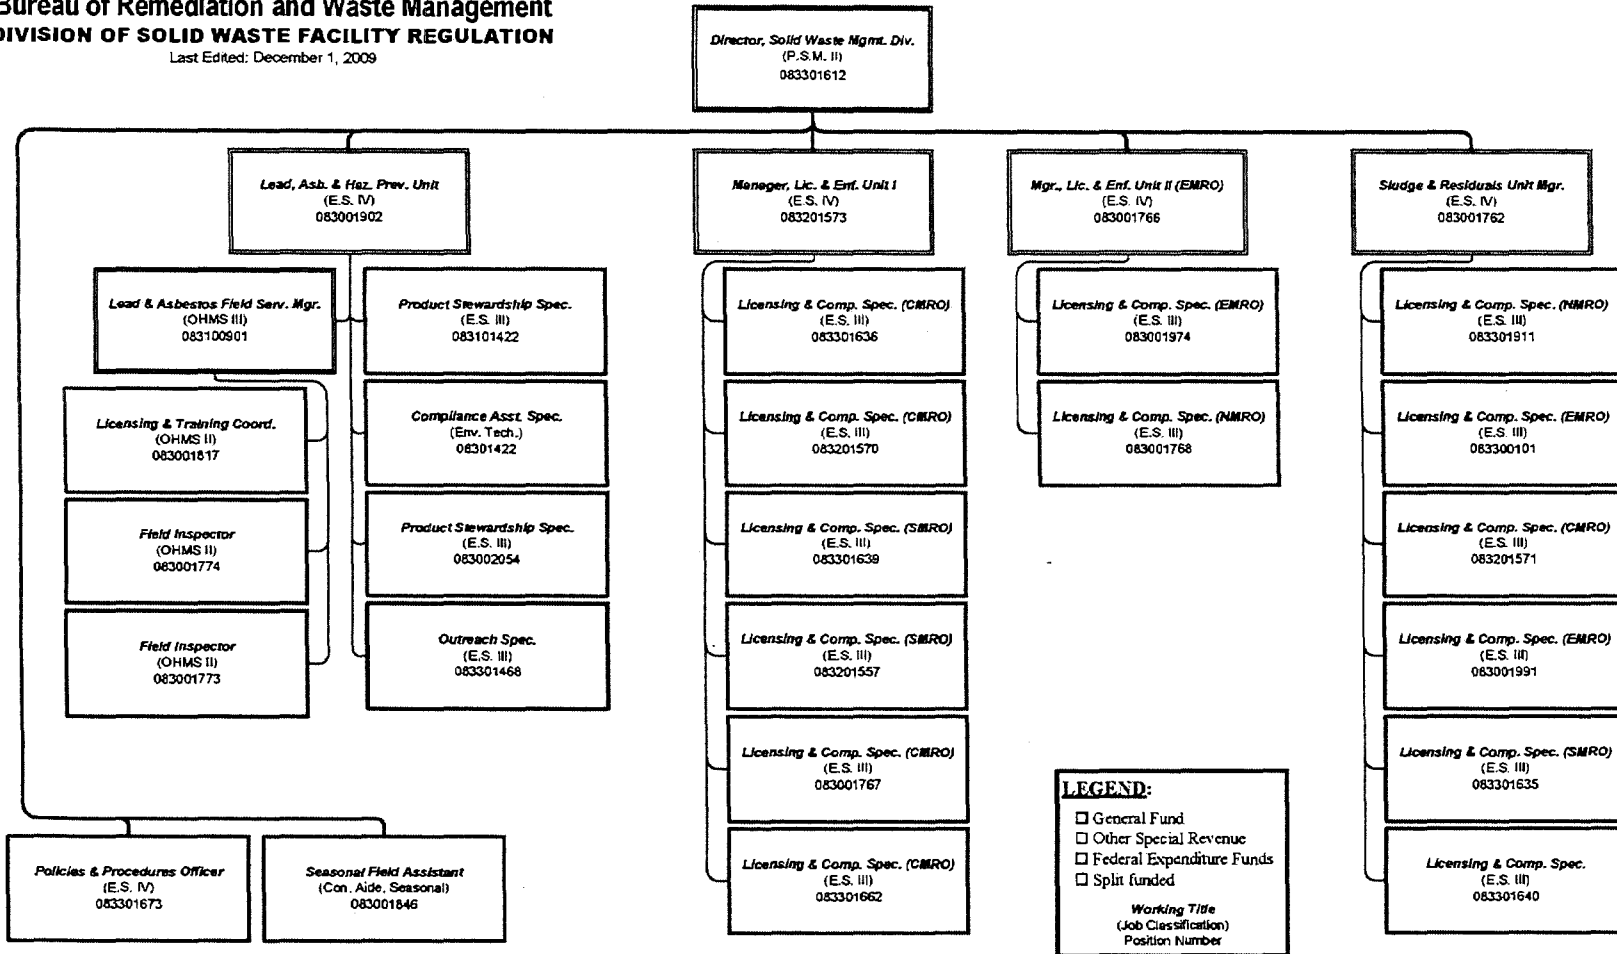 Bureau of Remediation and Waste Management
DIVISION OF SOLID WASTE FACILITY REGULATION
Last Edited: December 1, 2009
Director, Solid Waste Mgmt. Div.
(P.S.M. II)
083301612
Lead, Asb. & Haz. Prev. Unit
(E.S. IV)
083001902
Manager, Lic. & Enf. Unit I
(E.S. IV)
083201573
Mgr., Lic. & Enf. Unit II (EMRO)
(E.S. IV)
083001766
Sludge & Residuals Unit Mgr.
(E.S. IV)
083001762
Lead & Asbestos Field Serv. Mgr.
(OHMS III)
083100901
Licensing & Training Coord.
(OHMS II)
083001817
Field Inspector
(OHMS II)
083001774
Field Inspector
(OHMS II)
083001773
Product Stewardship Spec.
(E.S. III)
083101422
Compliance Asst. Spec.
(Env. Tech.)
08301422
Product Stewardship Spec.
(E.S. III)
083002054
Outreach Spec.
(E.S. III)
083301468
Licensing & Comp. Spec. (CMRO)
(E.S. III)
083301636
Licensing & Comp. Spec. (CMRO)
(E.S. III)
083201570
Licensing & Comp. Spec. (SMRO)
(E.S. III)
083301639
Licensing & Comp. Spec. (SMRO)
(E.S. III)
083201557
Licensing & Comp. Spec. (CMRO)
(E.S. III)
083001767
Licensing & Comp. Spec. (CMRO)
(E.S. III)
083301662
Licensing & Comp. Spec. (EMRO)
(E.S. III)
083001974
Licensing & Comp. Spec. (NMRO)
(E.S. III)
083001768
Licensing & Comp. Spec. (NMRO)
(E.S. III)
083301911
Licensing & Comp. Spec. (EMRO)
(E.S. III)
083300101
Licensing & Comp. Spec. (CMRO)
(E.S. III)
083201571
Licensing & Comp. Spec. (EMRO)
(E.S. III)
083001991
Licensing & Comp. Spec. (SMRO)
(E.S. III)
083301635
Licensing & Comp. Spec.
(E.S. III)
083301640
Policies & Procedures Officer
(E.S. IV)
083301673
Seasonal Field Assistant
(Con. Aide, Seasonal)
083001846
LEGEND:
General Fund
Other Special Revenue
Federal Expenditure Funds
Split funded
Working Title
(Job Classification)
Position Number